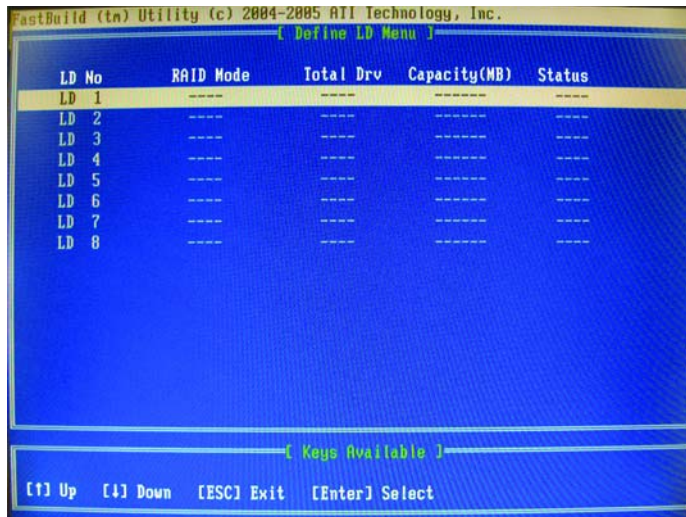 FastBuild (tm) Utility (c) 2004-2005 ATI Technology, Inc.
[ Define LD Menu ]
LD No RAID Mode Total Drv Capacity(MB) Status
LD 1 ---- ---- ------ ----
LD 2 ---- ---- ------ ----
LD 3 ---- ---- ------ ----
LD 4 ---- ---- ------ ----
LD 5 ---- ---- ------ ----
LD 6 ---- ---- ------ ----
LD 7 ---- ---- ------ ----
LD 8 ---- ---- ------ ----
[ Keys Available ]
[↑] Up [↓] Down [ESC] Exit [Enter] Select